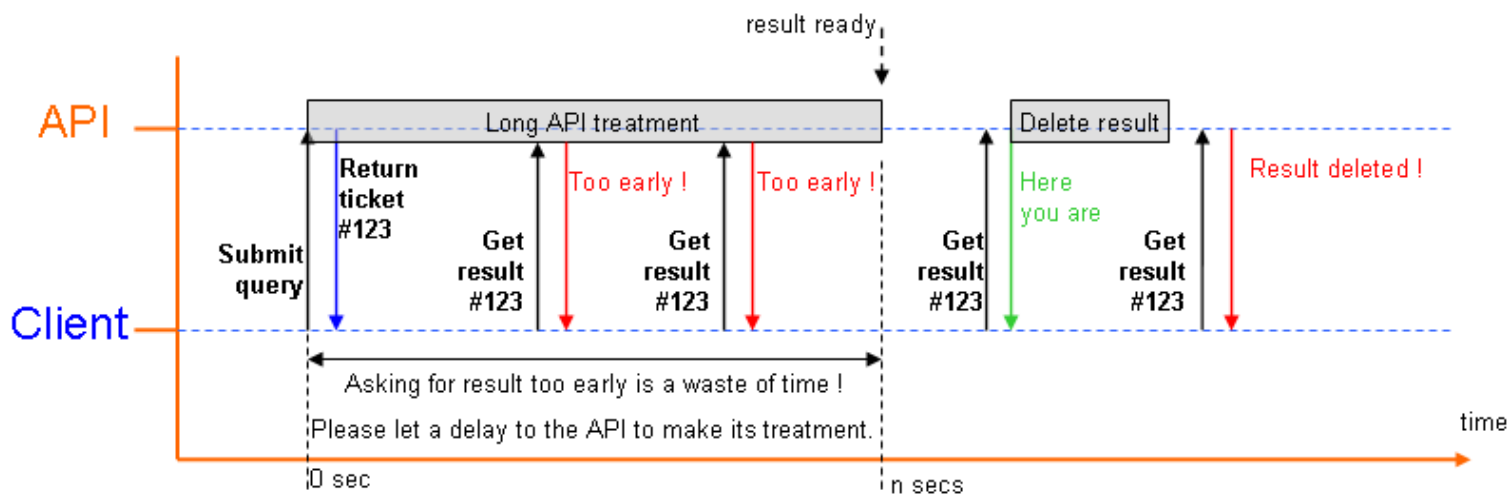 result ready
API
Long API treatment
Delete result
Return
ticket
#123
Too early !
Too early !
Here
you are
Result deleted !
Submit
query
Get
result
#123
Get
result
#123
Get
result
#123
Get
result
#123
Client
Asking for result too early is a waste of time !
Please let a delay to the API to make its treatment.
time
0 sec
n secs